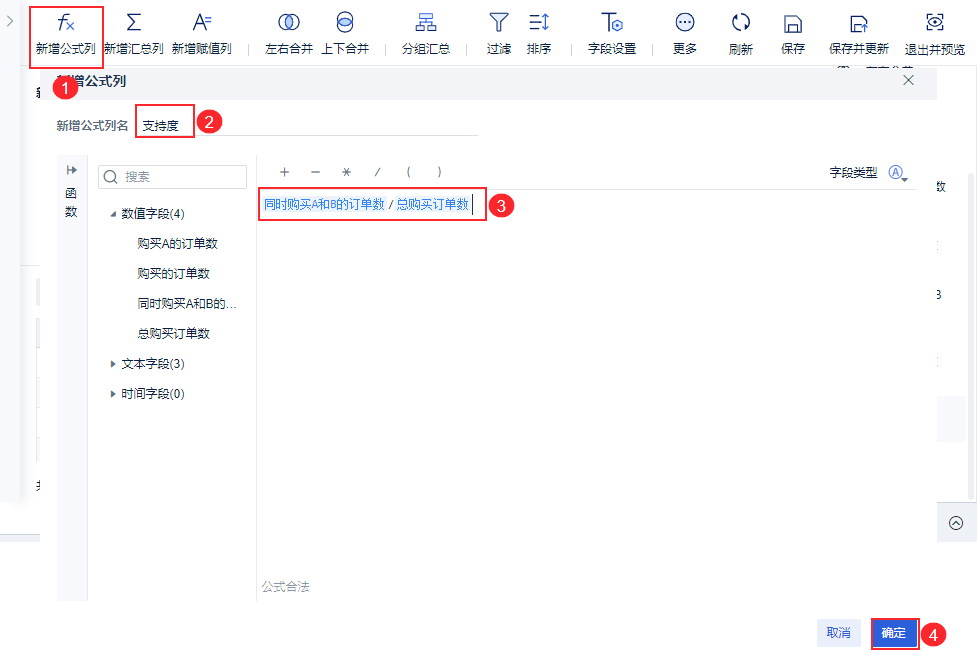 新增公式列 新增汇总列 新增赋值列 左右合并 上下合并 分组汇总 过滤 排序 字段设置 更多 刷新 保存 保存并更新 退出并预览
1 增公式列
新增公式列名 支持度 2
函数
搜索
+ − * / ( ) 字段类型 A 数
同时购买A和B的订单数 / 总购买订单数 3
数值字段(4)
购买A的订单数
购买的订单数
同时购买A和B的...
总购买订单数
文本字段(3)
时间字段(0)
公式合法
取消 确定 4